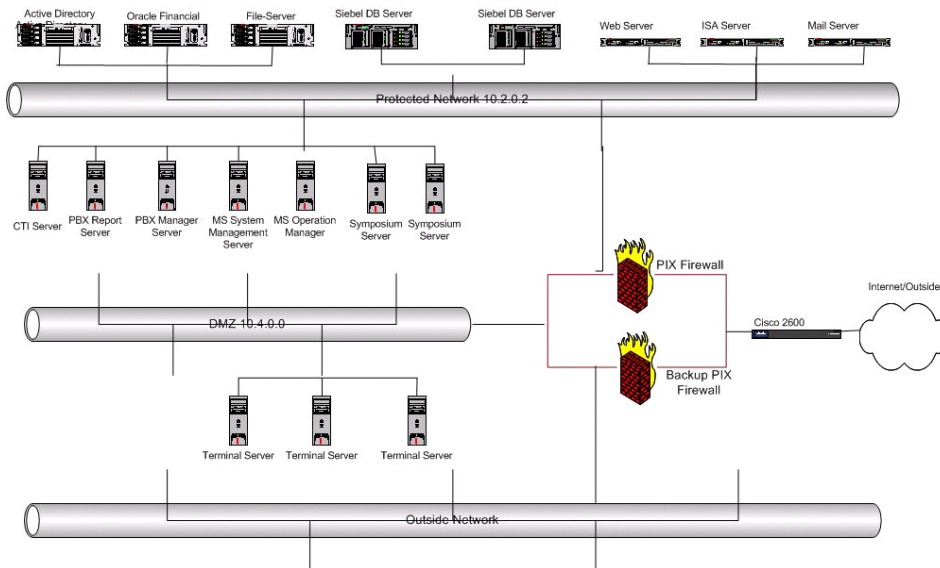 Active Directory
Active Directory
Oracle Financial
File-Server
Siebel DB Server
Siebel DB Server
Web Server
ISA Server
Mail Server
Protected Network 10.2.0.2
CTI Server
PBX Report
Server
PBX Manager
Server
MS System
Management
Server
MS Operation
Manager
Symposium
Server
Symposium
Server
PIX Firewall
Internet/Outside
DMZ 10.4.0.0
Cisco 2600
Backup PIX
Firewall
Terminal Server
Terminal Server
Terminal Server
Outside Network